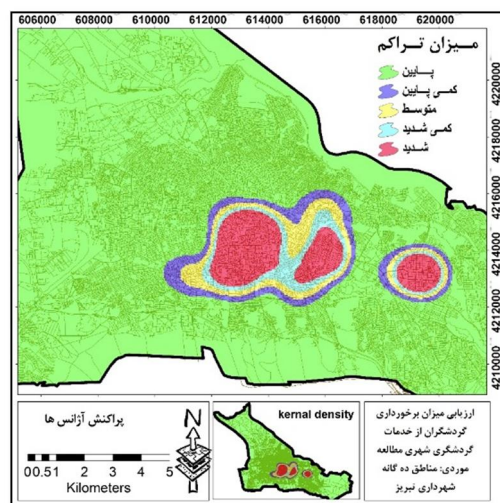 606000 608000 610000 612000 614000 616000 618000 620000
میزان تراکم
پایین
کمی پایین
متوسط
کمی شدید
شدید
4220000
4218000
4216000
4214000
4212000
4210000
پراکنش آژانس ها
N
0 0.5 1 2 3 4 5
Kilometers
kernal density
ارزیابی میزان برخورداری
گردشگران از خدمات
گردشگری شهری مطالعه
موردی: مناطق ده گانه
شهرداری تبریز